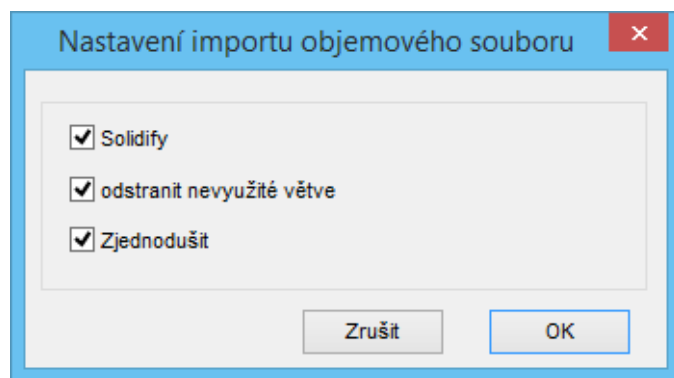 Nastavení importu objemového souboru
Solidify
odstranit nevyužité větve
Zjednodušit
Zrušit
OK